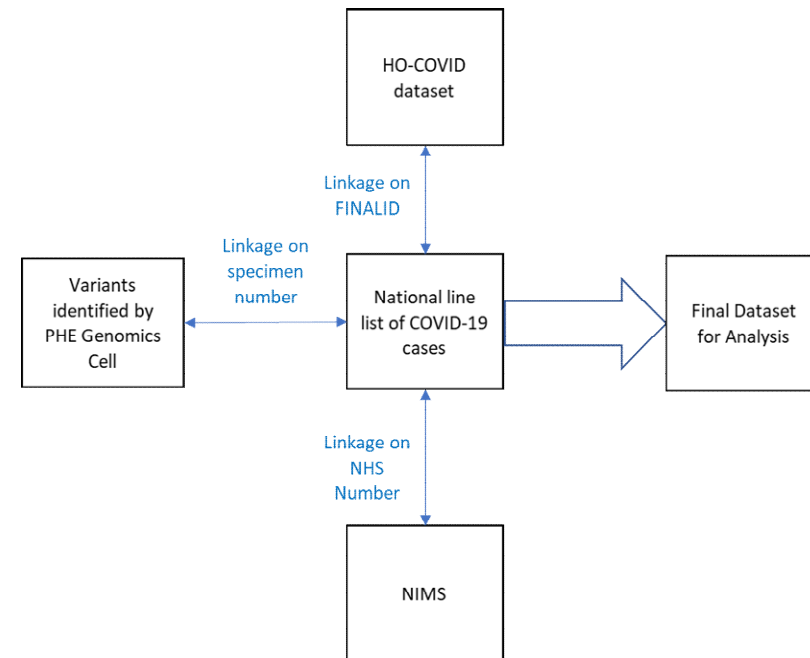 HO-COVID
dataset
Linkage on
FINALID
Linkage on
specimen
number
Variants
identified by
PHE Genomics
Cell
National line
list of COVID-19
cases
Final Dataset
for Analysis
Linkage on
NHS
Number
NIMS